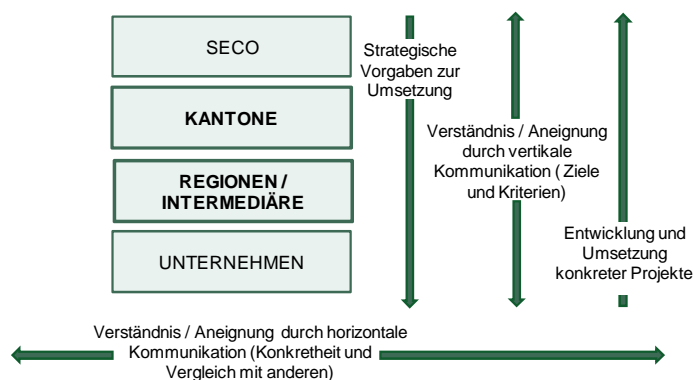 SECO
KANTONE
REGIONEN /
INTERMEDIÄRE
UNTERNEHMEN
Strategische
Vorgaben zur
Umsetzung
Verständnis / Aneignung
durch vertikale
Kommunikation ( Ziele
und Kriterien)
Entwicklung und
Umsetzung
konkreter Projekte
Verständnis / Aneignung durch horizontale
Kommunikation (Konkretheit und
Vergleich mit anderen)